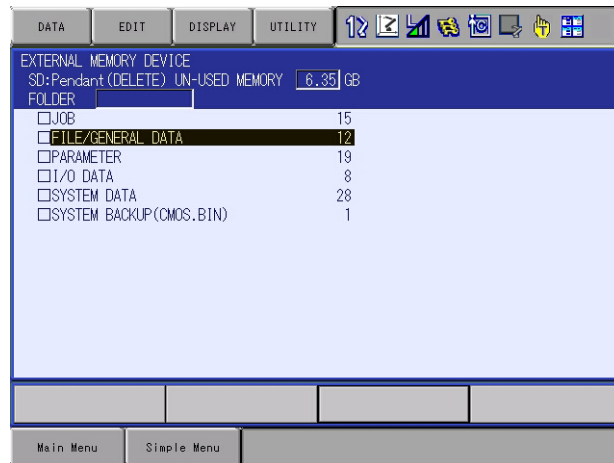 DATA EDIT DISPLAY UTILITY
EXTERNAL MEMORY DEVICE
SD:Pendant(DELETE) UN-USED MEMORY 6.35 GB
FOLDER
JOB 15
FILE/GENERAL DATA 12
PARAMETER 19
I/O DATA 8
SYSTEM DATA 28
SYSTEM BACKUP(CMOS.BIN) 1
Main Menu Simple Menu